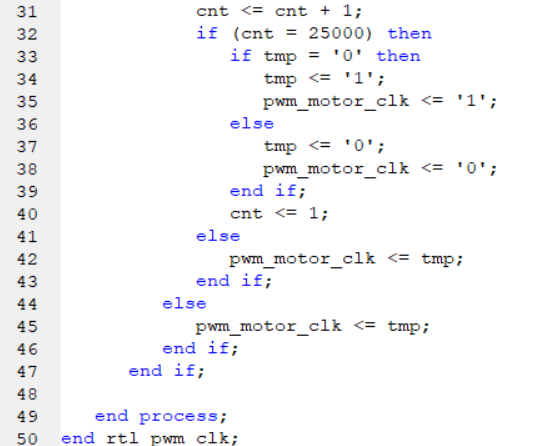 31 cnt <= cnt + 1;
32 if (cnt = 25000) then
33 if tmp = '0' then
34 tmp <= '1';
35 pwm_motor_clk <= '1';
36 else
37 tmp <= '0';
38 pwm_motor_clk <= '0';
39 end if;
40 cnt <= 1;
41 else
42 pwm_motor_clk <= tmp;
43 end if;
44 else
45 pwm_motor_clk <= tmp;
46 end if;
47 end if;
48
49 end process;
50 end rtl_pwm_clk;